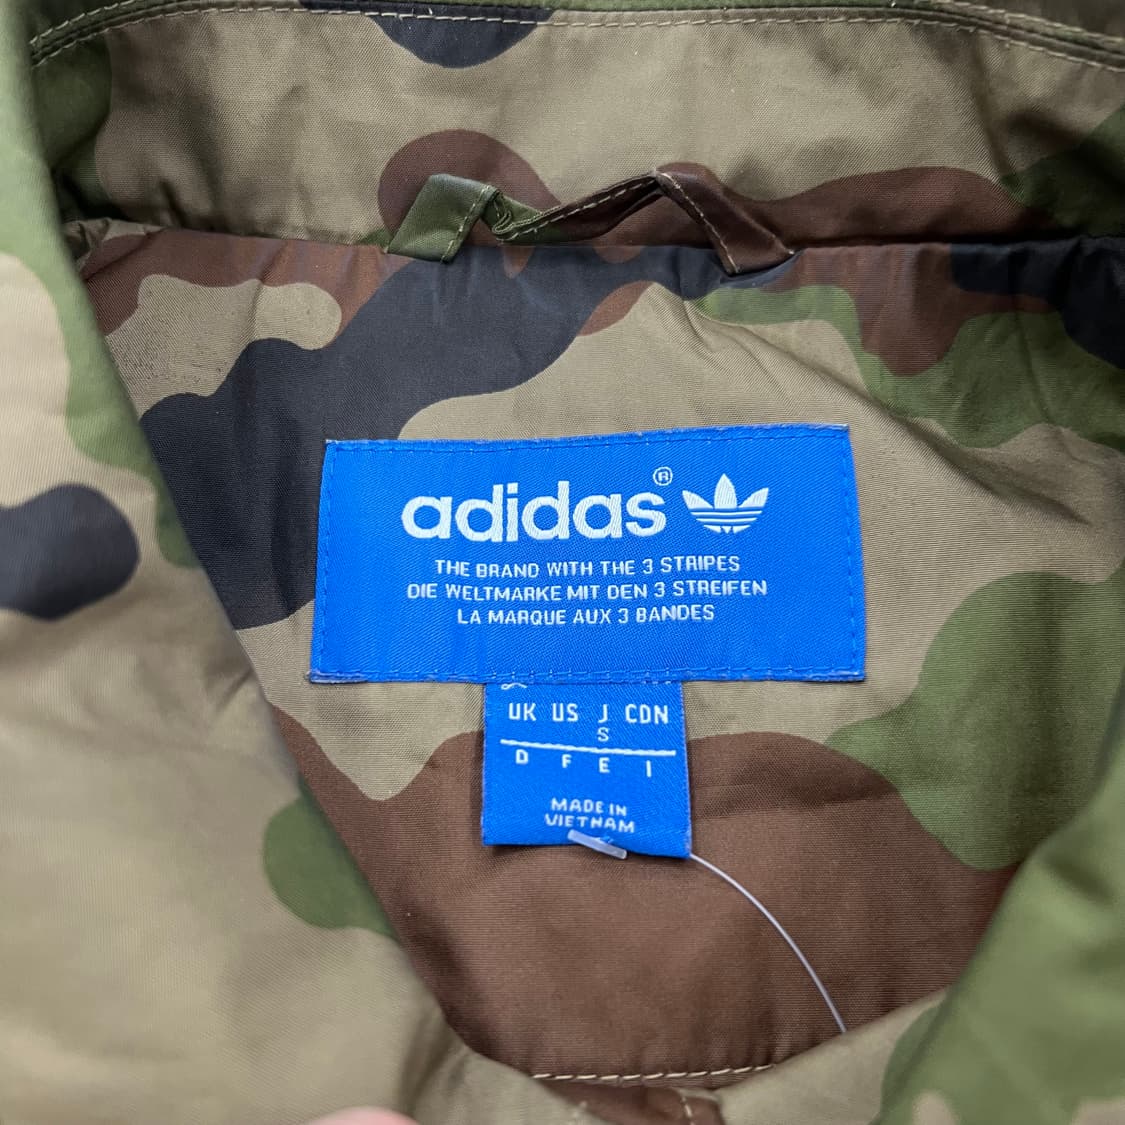 adidas®
THE BRAND WITH THE 3 STRIPES
DIE WELTMARKE MIT DEN 3 STREIFEN
LA MARQUE AUX 3 BANDES
UK US J CDN
S
D F E I
MADE IN
VIETNAM